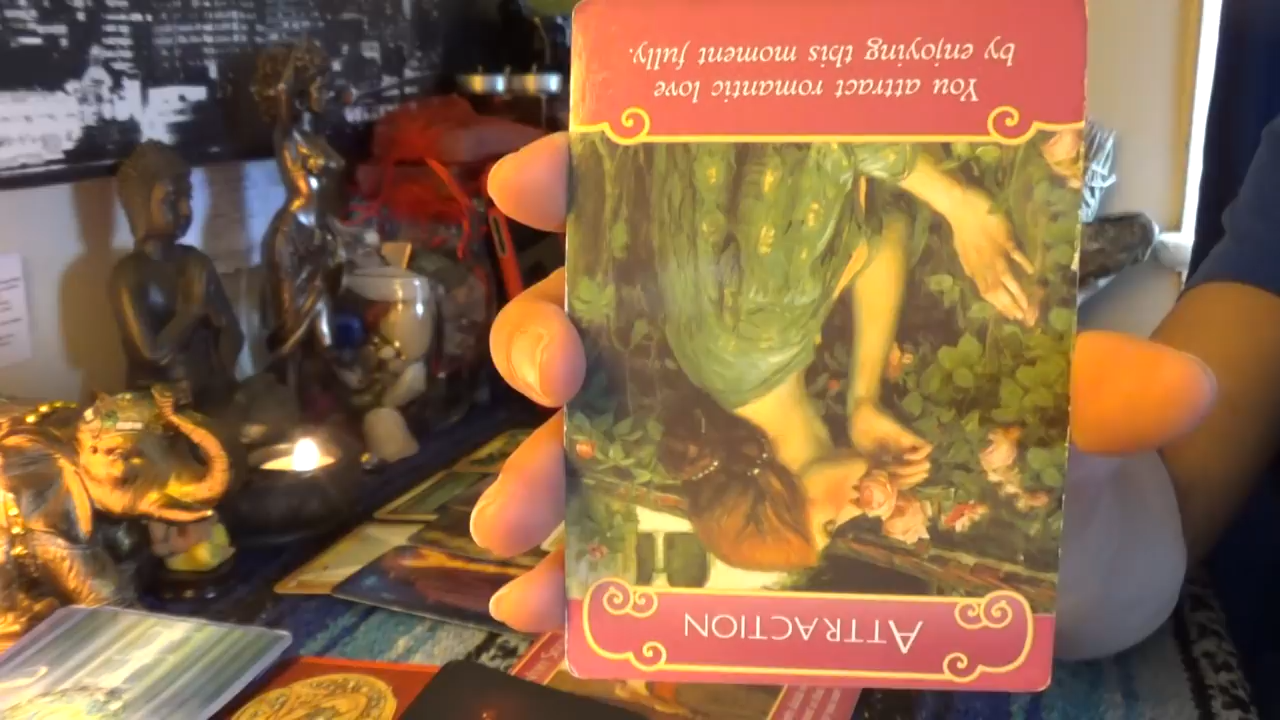 ATTRACTION
You attract romantic love
by enjoying this moment fully.